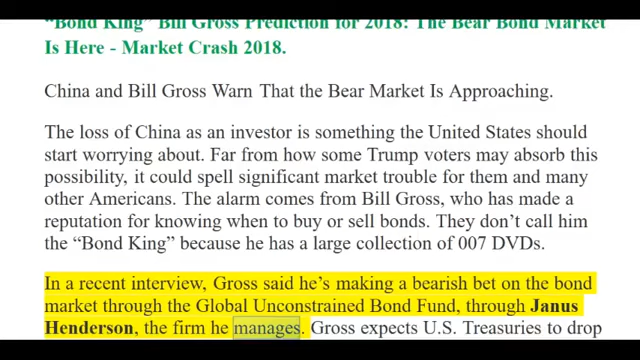 “Bond King” Bill Gross Prediction for 2018: The Bear Bond Market
Is Here - Market Crash 2018.
China and Bill Gross Warn That the Bear Market Is Approaching.
The loss of China as an investor is something the United States should
start worrying about. Far from how some Trump voters may absorb this
possibility, it could spell significant market trouble for them and many
other Americans. The alarm comes from Bill Gross, who has made a
reputation for knowing when to buy or sell bonds. They don’t call him
the “Bond King” because he has a large collection of 007 DVDs.
In a recent interview, Gross said he’s making a bearish bet on the bond
market through the Global Unconstrained Bond Fund, through Janus
Henderson, the firm he manages. Gross expects U.S. Treasuries to drop